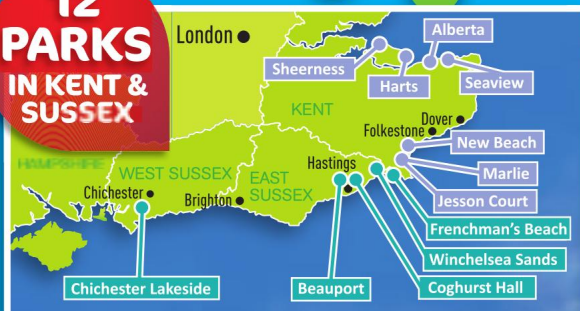 12
PARKS
IN KENT &
SUSSEX
London
Alberta
Sheerness
Harts
Seaview
KENT
Dover
Folkestone
New Beach
HAMPSHIRE
WEST SUSSEX
EAST
SUSSEX
Hastings
Marlie
Chichester
Brighton
Jesson Court
Frenchman's Beach
Winchelsea Sands
Chichester Lakeside
Beauport
Coghurst Hall